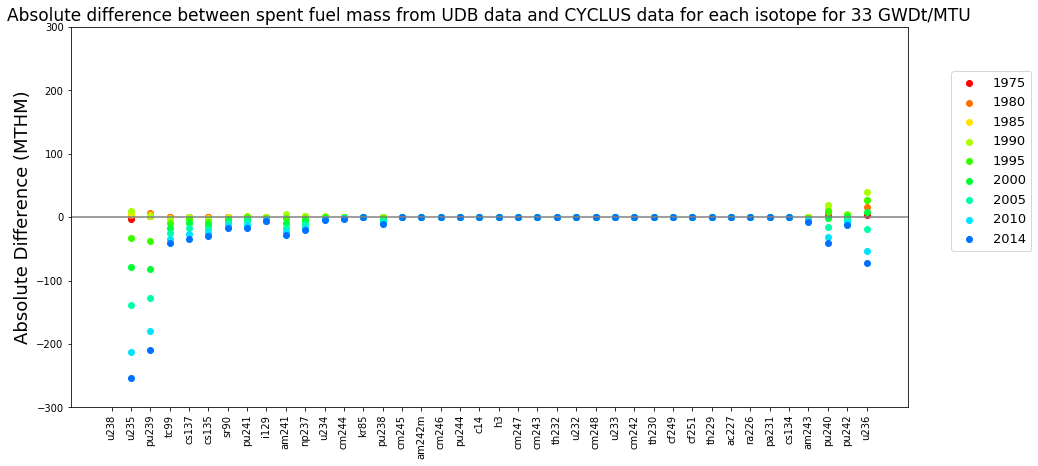 Absolute difference between spent fuel mass from UDB data and CYCLUS data for each isotope for 33 GWDt/MTU
Absolute Difference (MTHM)
300
200
100
0
−100
−200
−300
u238
u235
pu239
tc99
cs137
cs135
sr90
pu241
i129
am241
np237
u234
cm244
kr85
pu238
cm245
am242m
cm246
pu244
c14
h3
cm247
cm243
th232
u232
cm248
u233
cm242
th230
cf249
cf251
th229
ac227
ra226
pa231
cs134
am243
pu240
pu242
u236
1975
1980
1985
1990
1995
2000
2005
2010
2014